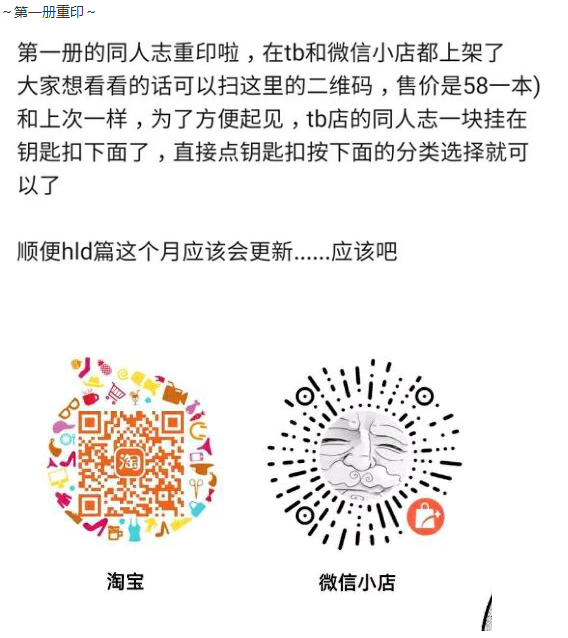 ～第一册重印～
第一册的同人志重印啦，在tb和微信小店都上架了
大家想看看的话可以扫这里的二维码，售价是58一本)
和上次一样，为了方便起见，tb店的同人志一块挂在
钥匙扣下面了，直接点钥匙扣按下面的分类选择就可
以了
顺便hld篇这个月应该会更新......应该吧
淘
淘宝
微信小店